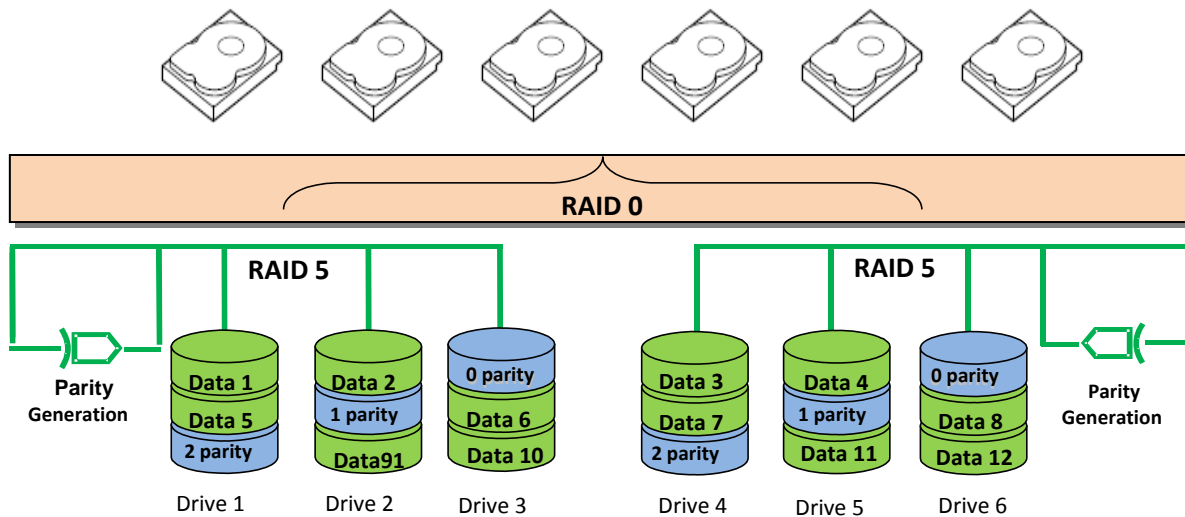 RAID 0
RAID 5
RAID 5
Parity
Generation
Data 1
Data 5
2 parity
Data 2
1 parity
Data91
0 parity
Data 6
Data 10
Data 3
Data 7
2 parity
Data 4
1 parity
Data 11
0 parity
Data 8
Data 12
Parity
Generation
Drive 1
Drive 2
Drive 3
Drive 4
Drive 5
Drive 6